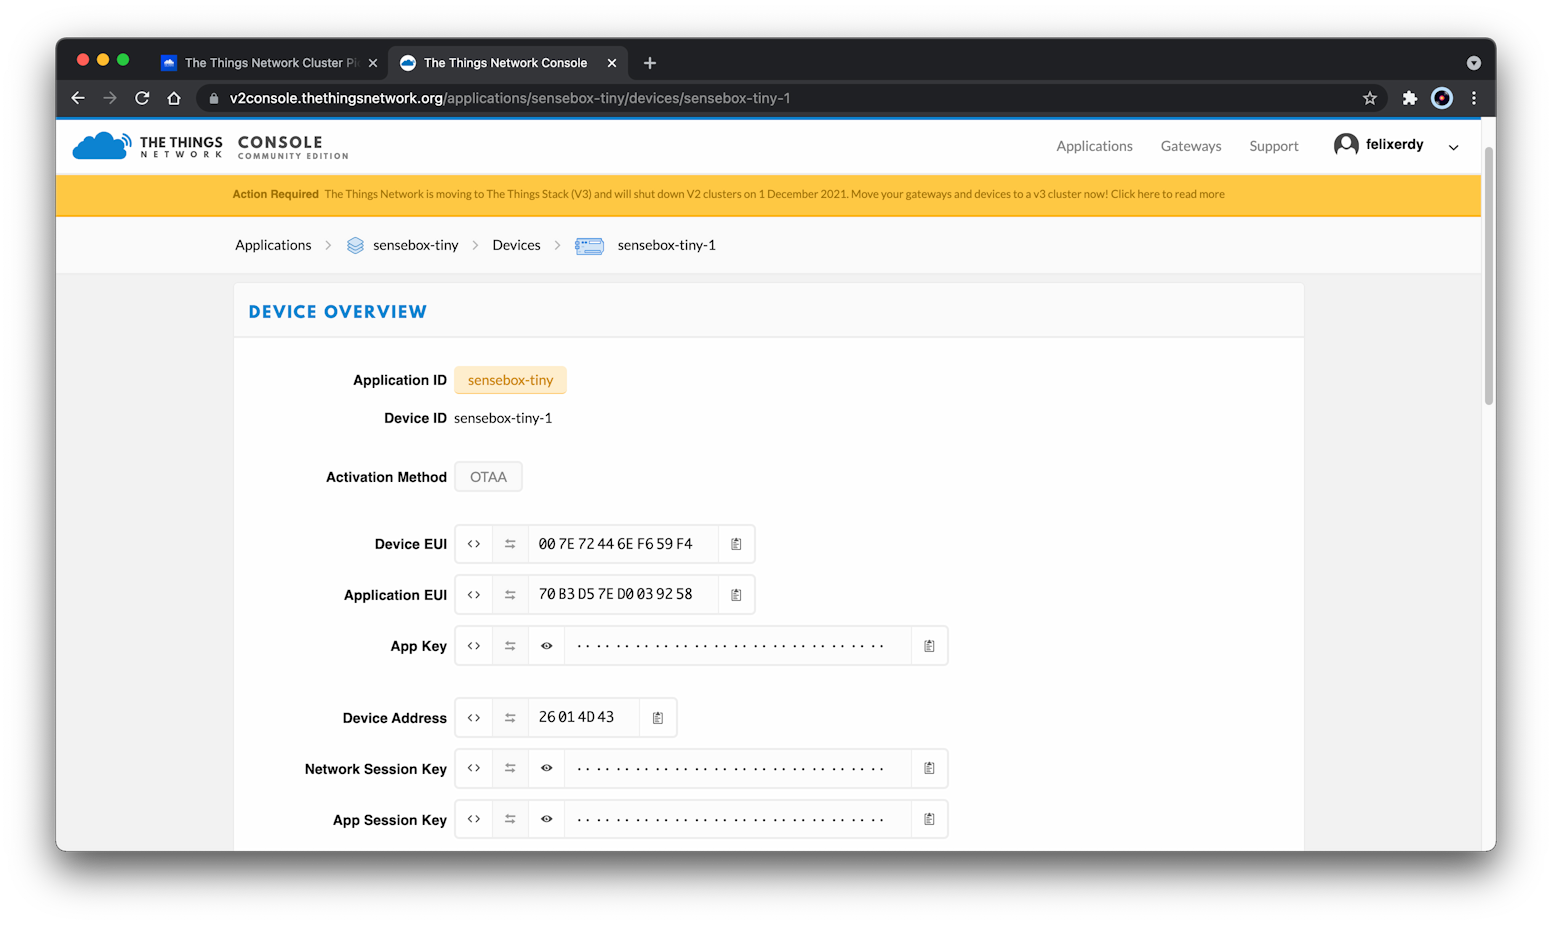 The Things Network Cluster Pi
The Things Network Console
v2console.thethingsnetwork.org/applications/sensebox-tiny/devices/sensebox-tiny-1
THE THINGS NETWORK
CONSOLE
COMMUNITY EDITION
Applications Gateways Support felixerdy
Action Required The Things Network is moving to The Things Stack (V3) and will shut down V2 clusters on 1 December 2021. Move your gateways and devices to a v3 cluster now! Click here to read more
Applications > sensebox-tiny > Devices > sensebox-tiny-1
DEVICE OVERVIEW
Application ID sensebox-tiny
Device ID sensebox-tiny-1
Activation Method OTAA
Device EUI <> 00 7E 72 44 6E F6 59 F4
Application EUI <> 70 B3 D5 7E D0 03 92 58
App Key <> ································
Device Address <> 26 01 4D 43
Network Session Key <> ································
App Session Key <> ································